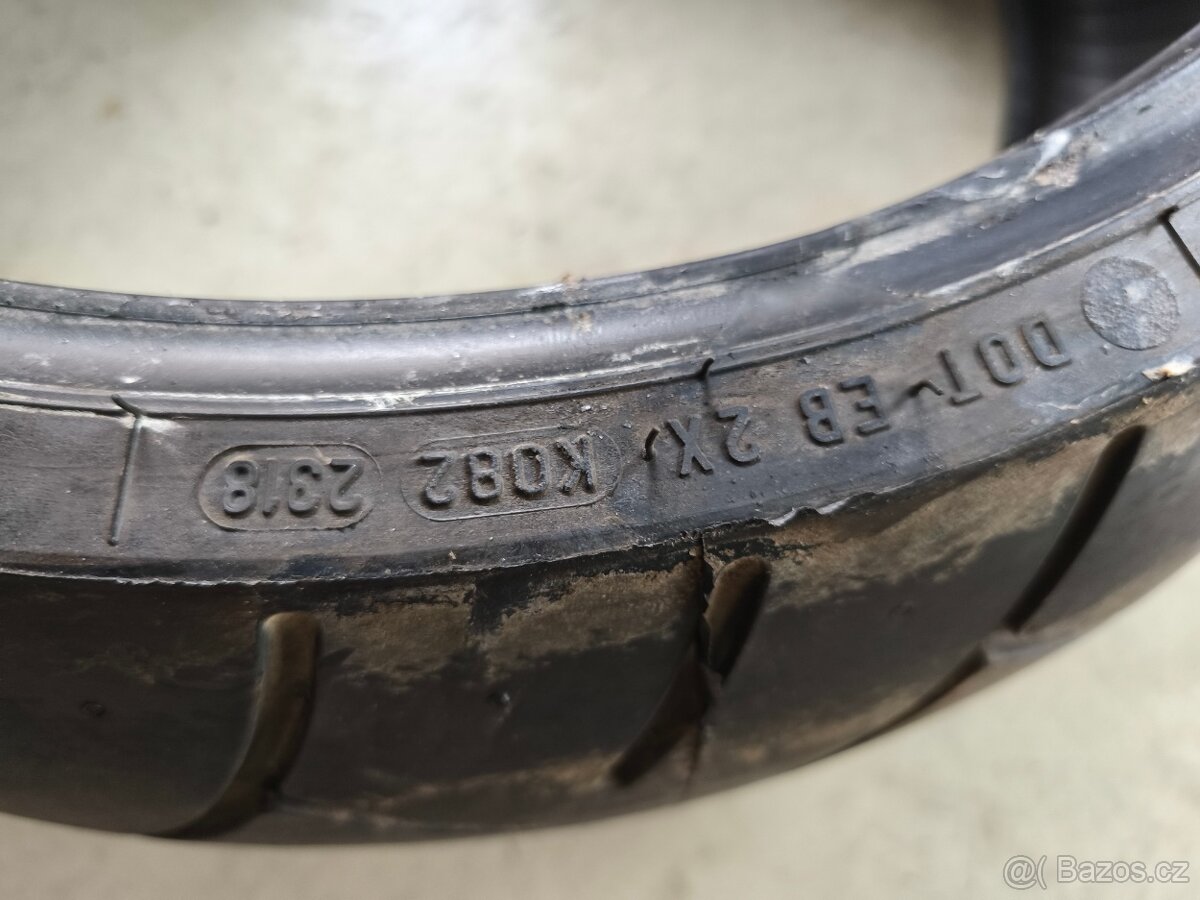 DOT EB 2X K082 2318
@( Bazos.cz